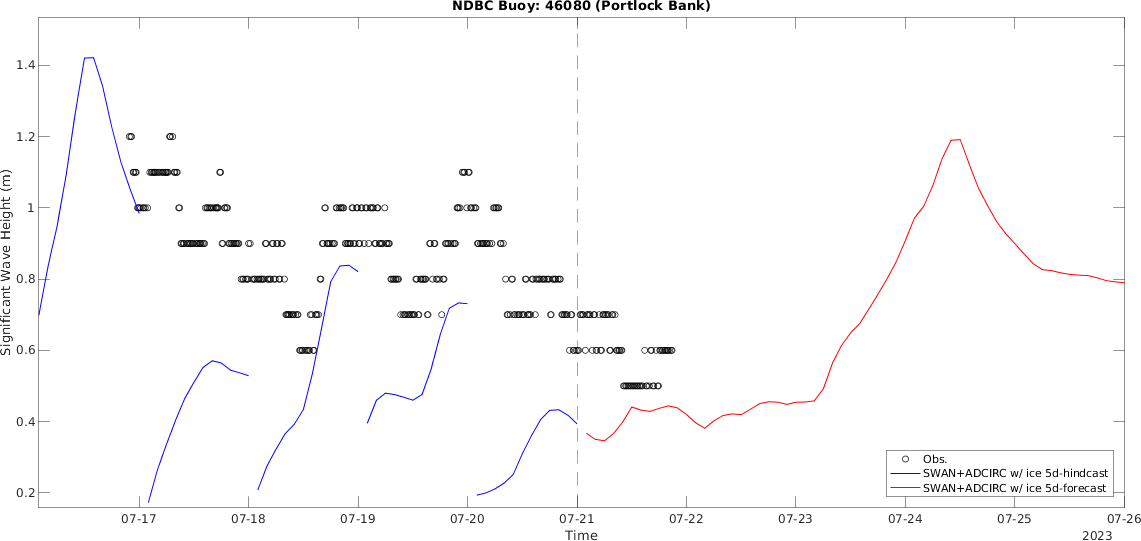 NDBC Buoy: 46080 (Portlock Bank)
Significant Wave Height (m)
1.4
1.2
1
0.8
0.6
0.4
0.2
Obs.
SWAN+ADCIRC w/ ice 5d-hindcast
SWAN+ADCIRC w/ ice 5d-forecast
07-17 07-18 07-19 07-20 07-21 07-22 07-23 07-24 07-25 07-26
Time
2023